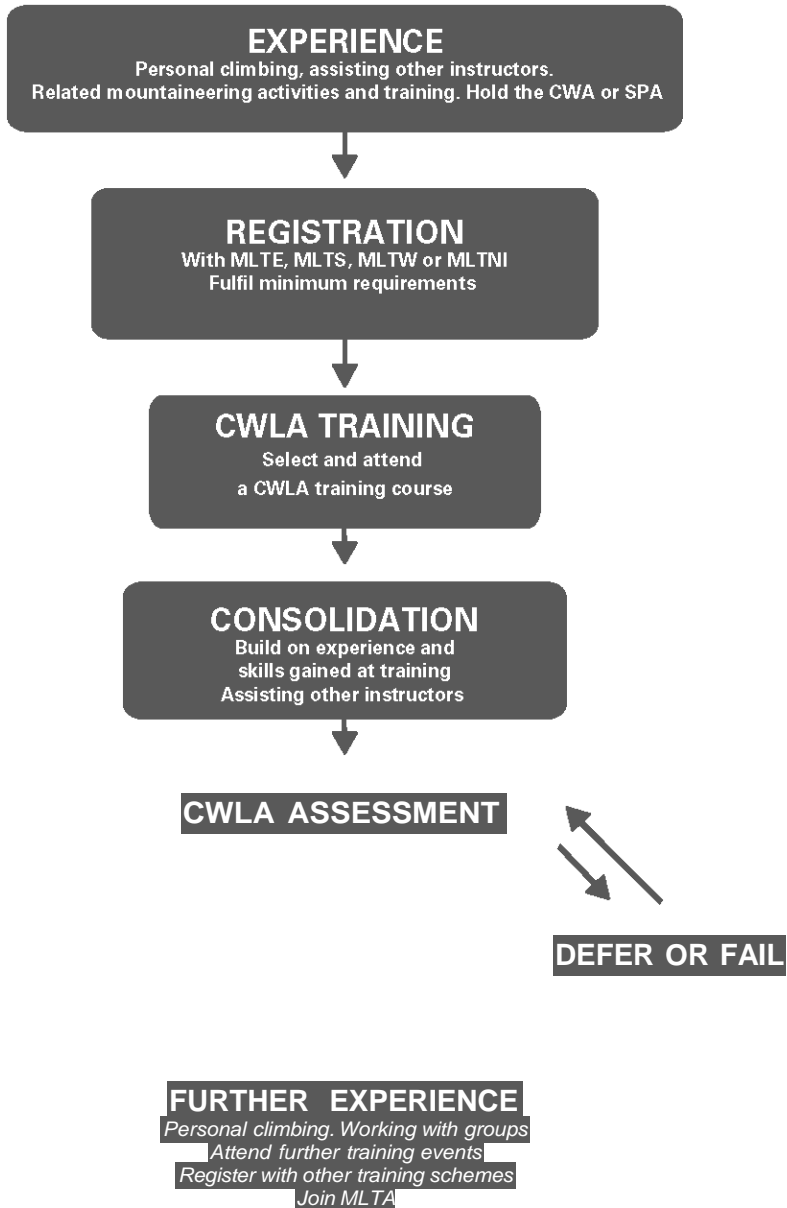 EXPERIENCE
Personal climbing, assisting other instructors.
Related mountaineering activities and training. Hold the CWA or SPA
REGISTRATION
With MLTE, MLTS, MLTW or MLTNI
Fulfil minimum requirements
CWLA TRAINING
Select and attend
a CWLA training course
CONSOLIDATION
Build on experience and
skills gained at training
Assisting other instructors
CWLA ASSESSMENT
DEFER OR FAIL
FURTHER EXPERIENCE
Personal climbing. Working with groups
Attend further training events
Register with other training schemes
Join MLTA